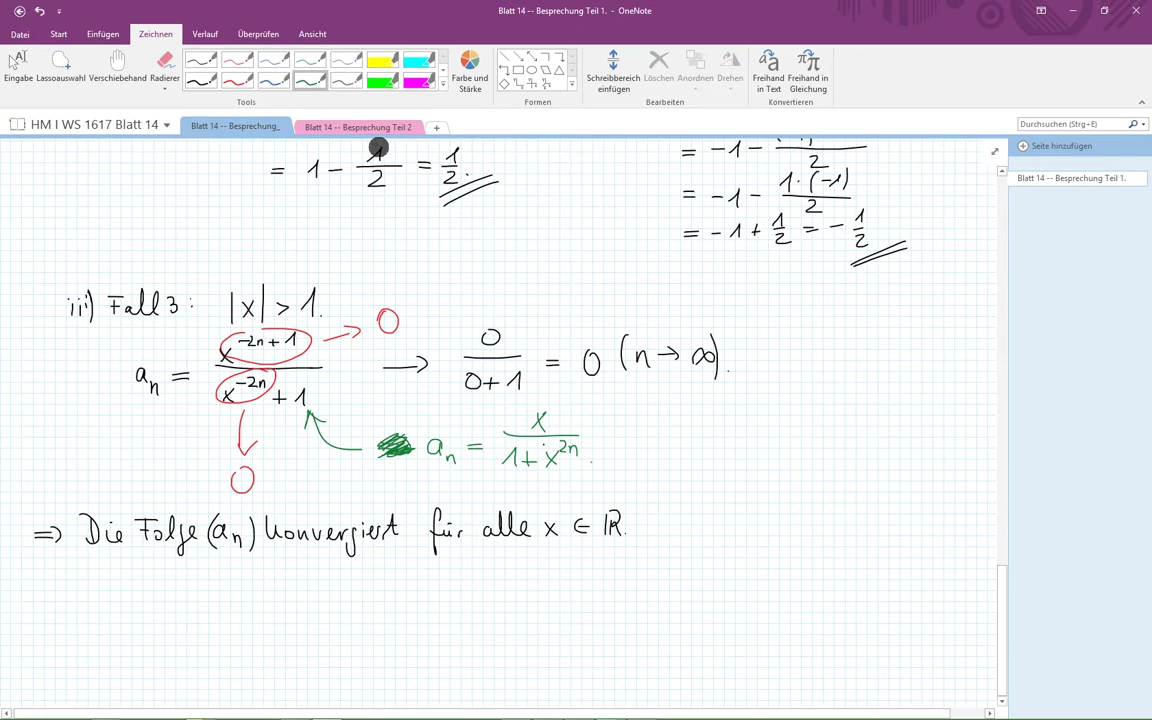 Blatt 14 -- Besprechung Teil 1. - OneNote
Datei Start Einfügen Zeichnen Verlauf Überprüfen Ansicht
Eingabe Lassoauswahl Verschiebehand Radierer Farbe und Stärke Schreibbereich einfügen Löschen Anordnen Drehen Freihand in Text Freihand in Gleichung
Tools Formen Bearbeiten Konvertieren
HM I WS 1617 Blatt 14 Blatt 14 -- Besprechung_ Blatt 14 -- Besprechung Teil 2 + Durchsuchen (Strg+E)
Seite hinzufügen
Blatt 14 -- Besprechung Teil 1.
= 1 - 1/2 = 1/2.
= -1 - /2
= -1 - 1·(-1)/2
= -1 + 1/2 = - 1/2
iii) Fall 3: |x| > 1.
a_n = x^(-2n+1)/(x^(-2n) + 1) → 0/(0+1) = 0 (n → ∞).
0
0
a_n = x/(1+x^(2n)).
=> Die Folge (a_n) konvergiert für alle x ∈ ℝ.